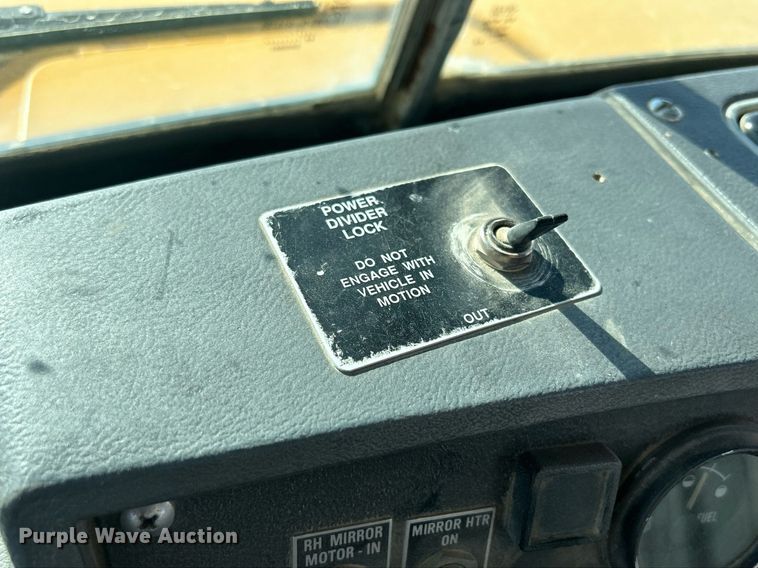 POWER
DIVIDER
LOCK
DO NOT
ENGAGE WITH
VEHICLE IN
MOTION
OUT
RH MIRROR
MOTOR - IN
MIRROR HTR
ON
FUEL
Purple Wave Auction